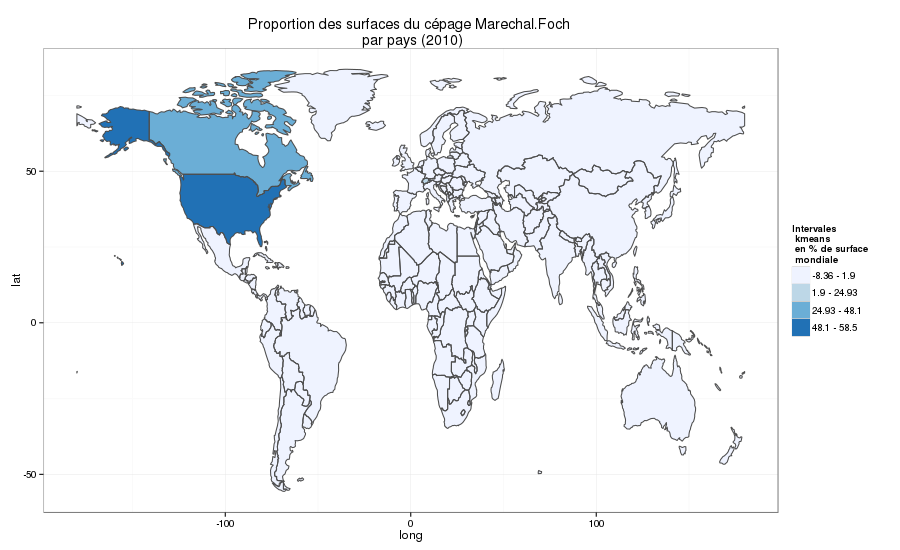 Proportion des surfaces du cépage Marechal.Foch
par pays (2010)
50
0
-50
lat
-100
0
100
long
Intervales
kmeans
en % de surface
mondiale
-8.36 - 1.9
1.9 - 24.93
24.93 - 48.1
48.1 - 58.5